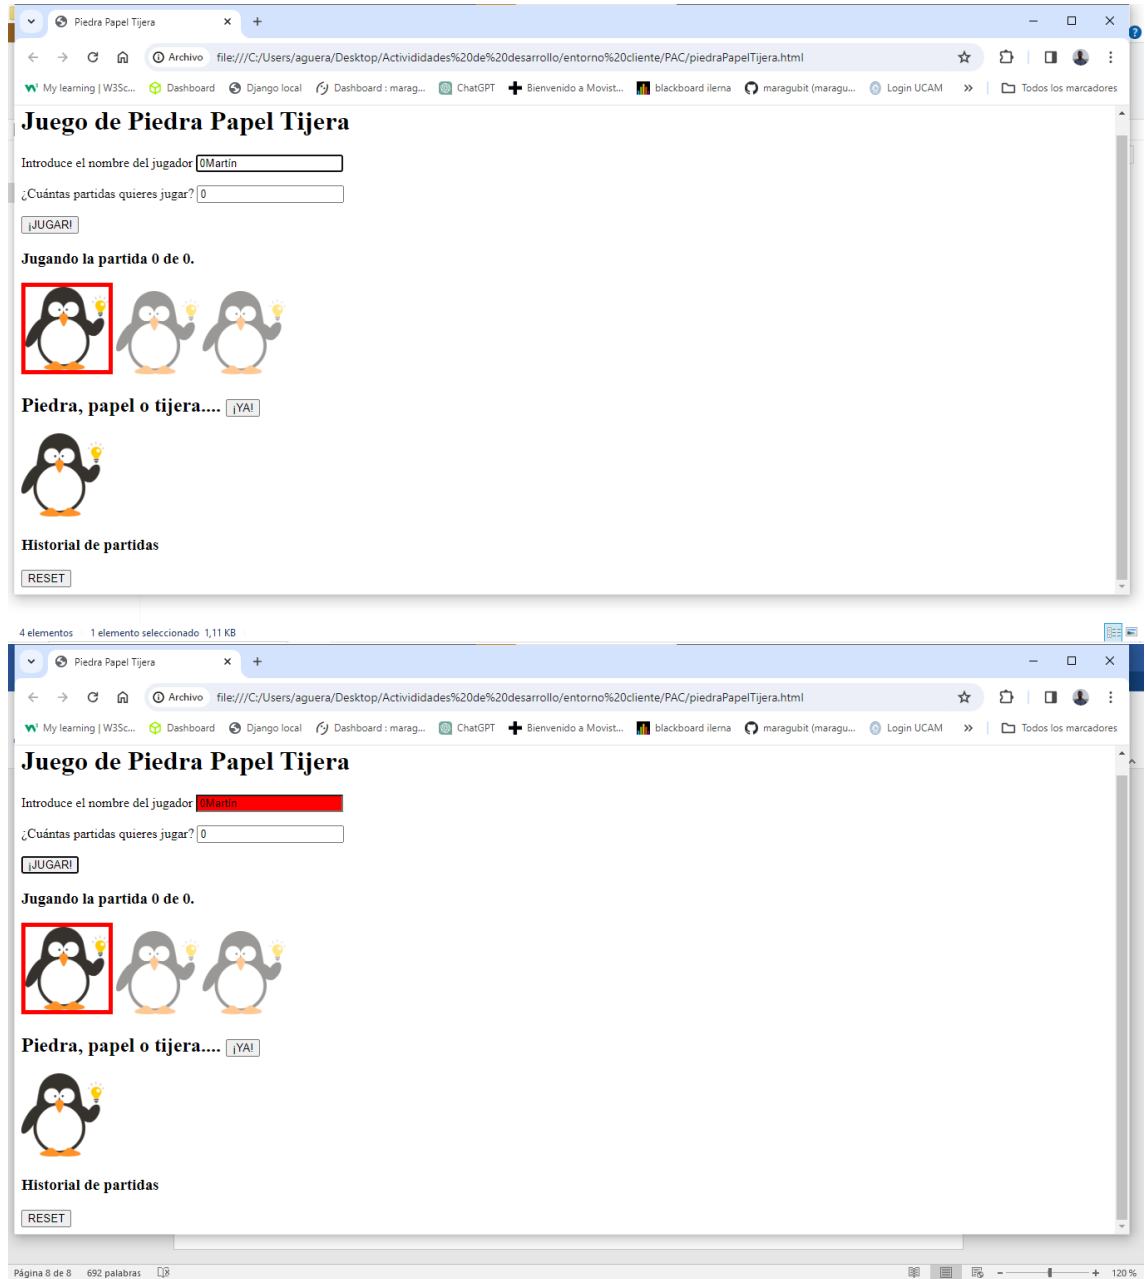 Piedra Papel Tijera
Archivo file:///C:/Users/aguera/Desktop/Activididades%20de%20desarrollo/entorno%20cliente/PAC/piedraPapelTijera.html
My learning | W3Sc... Dashboard Django local Dashboard : marag... ChatGPT Bienvenido a Movist... blackboard ilerna maragubit (maragu... Login UCAM » Todos los marcadores
Juego de Piedra Papel Tijera
Introduce el nombre del jugador 0Martín
¿Cuántas partidas quieres jugar? 0
¡JUGAR!
Jugando la partida 0 de 0.
Piedra, papel o tijera.... ¡YA!
Historial de partidas
RESET
4 elementos 1 elemento seleccionado 1,11 KB
Piedra Papel Tijera
Archivo file:///C:/Users/aguera/Desktop/Activididades%20de%20desarrollo/entorno%20cliente/PAC/piedraPapelTijera.html
My learning | W3Sc... Dashboard Django local Dashboard : marag... ChatGPT Bienvenido a Movist... blackboard ilerna maragubit (maragu... Login UCAM » Todos los marcadores
Juego de Piedra Papel Tijera
Introduce el nombre del jugador 0Martín
¿Cuántas partidas quieres jugar? 0
¡JUGAR!
Jugando la partida 0 de 0.
Piedra, papel o tijera.... ¡YA!
Historial de partidas
RESET
Página 8 de 8 692 palabras 120 %